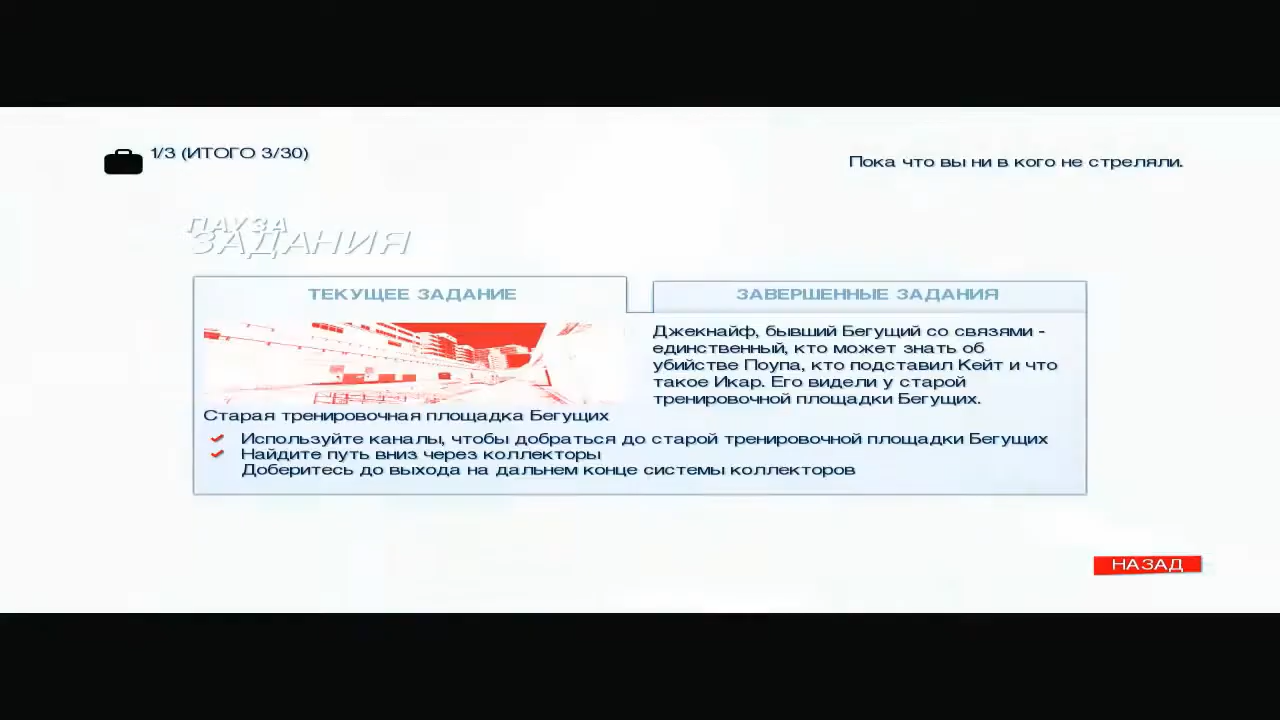 1/3 (ИТОГО 3/30)
Пока что вы ни в кого не стреляли.
ПАУЗА
ЗАДАНИЯ
ТЕКУЩЕЕ ЗАДАНИЕ
ЗАВЕРШЕННЫЕ ЗАДАНИЯ
Джекнайф, бывший Бегущий со связями -
единственный, кто может знать об
убийстве Поупа, кто подставил Кейт и что
такое Икар. Его видели у старой
тренировочной площадки Бегущих.
Старая тренировочная площадка Бегущих
Используйте каналы, чтобы добраться до старой тренировочной площадки Бегущих
Найдите путь вниз через коллекторы
Доберитесь до выхода на дальнем конце системы коллекторов
НАЗАД